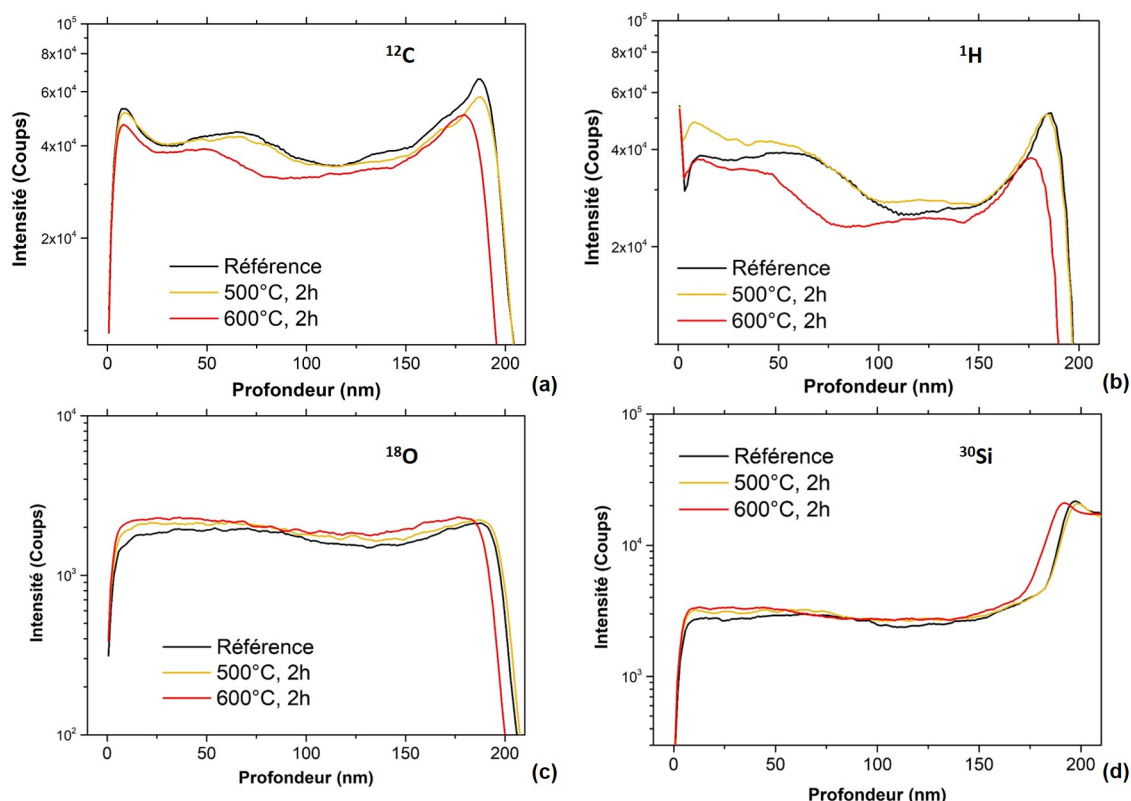 ¹²C
10⁵
8x10⁴
6x10⁴
4x10⁴
2x10⁴
Intensité (Coups)
Référence
500°C, 2h
600°C, 2h
0 50 100 150 200
Profondeur (nm)
(a)
¹H
10⁵
8x10⁴
6x10⁴
4x10⁴
2x10⁴
Intensité (Coups)
Référence
500°C, 2h
600°C, 2h
0 50 100 150 200
Profondeur (nm)
(b)
¹⁸O
10⁴
10³
10²
Intensité (Coups)
Référence
500°C, 2h
600°C, 2h
0 50 100 150 200
Profondeur (nm)
(c)
³⁰Si
10⁵
10⁴
10³
Intensité (Coups)
Référence
500°C, 2h
600°C, 2h
0 50 100 150 200
Profondeur (nm)
(d)